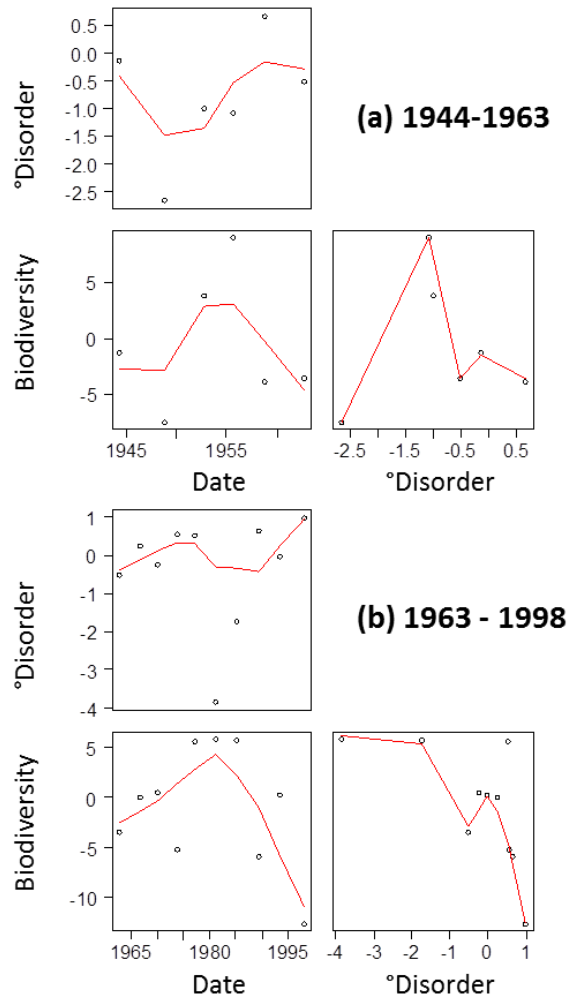 0.5
0.0
-0.5
-1.0
-1.5
-2.0
-2.5
°Disorder
(a) 1944-1963
5
0
-5
Biodiversity
1945 1955
-2.5 -1.5 -0.5 0.5
Date
°Disorder
1
0
-1
-2
-3
-4
°Disorder
(b) 1963 - 1998
5
0
-5
-10
Biodiversity
1965 1980 1995
-4 -3 -2 -1 0 1
Date
°Disorder